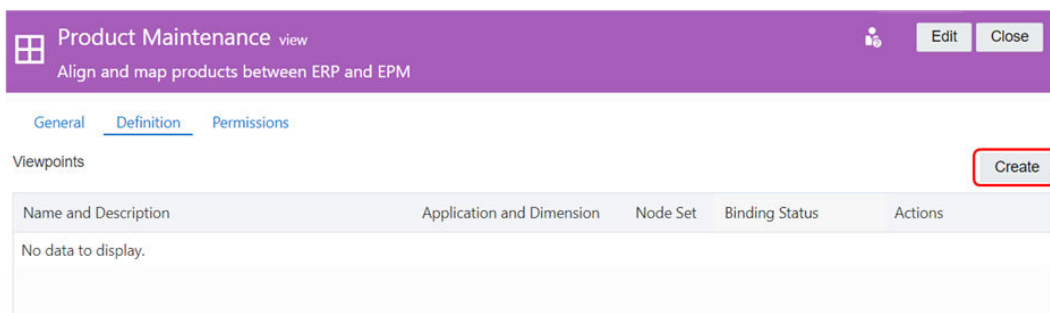 Product Maintenance view
Edit
Close
Align and map products between ERP and EPM
General Definition Permissions
Viewpoints
Create
Name and Description Application and Dimension Node Set Binding Status Actions
No data to display.